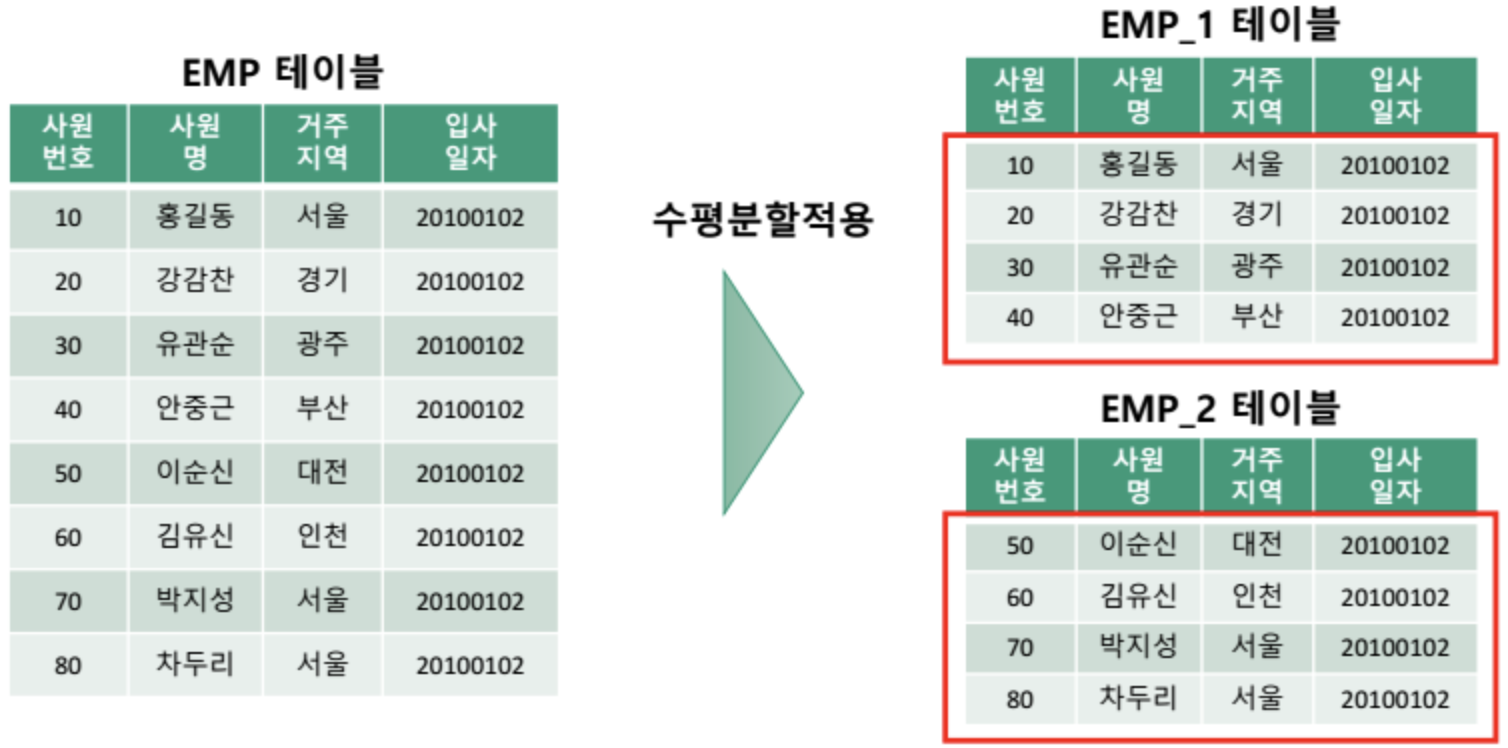 EMP 테이블
사원 번호 사원 명 거주 지역 입사 일자
10 홍길동 서울 20100102
20 강감찬 경기 20100102
30 유관순 광주 20100102
40 안중근 부산 20100102
50 이순신 대전 20100102
60 김유신 인천 20100102
70 박지성 서울 20100102
80 차두리 서울 20100102
수평분할적용
EMP_1 테이블
사원 번호 사원 명 거주 지역 입사 일자
10 홍길동 서울 20100102
20 강감찬 경기 20100102
30 유관순 광주 20100102
40 안중근 부산 20100102
EMP_2 테이블
사원 번호 사원 명 거주 지역 입사 일자
50 이순신 대전 20100102
60 김유신 인천 20100102
70 박지성 서울 20100102
80 차두리 서울 20100102